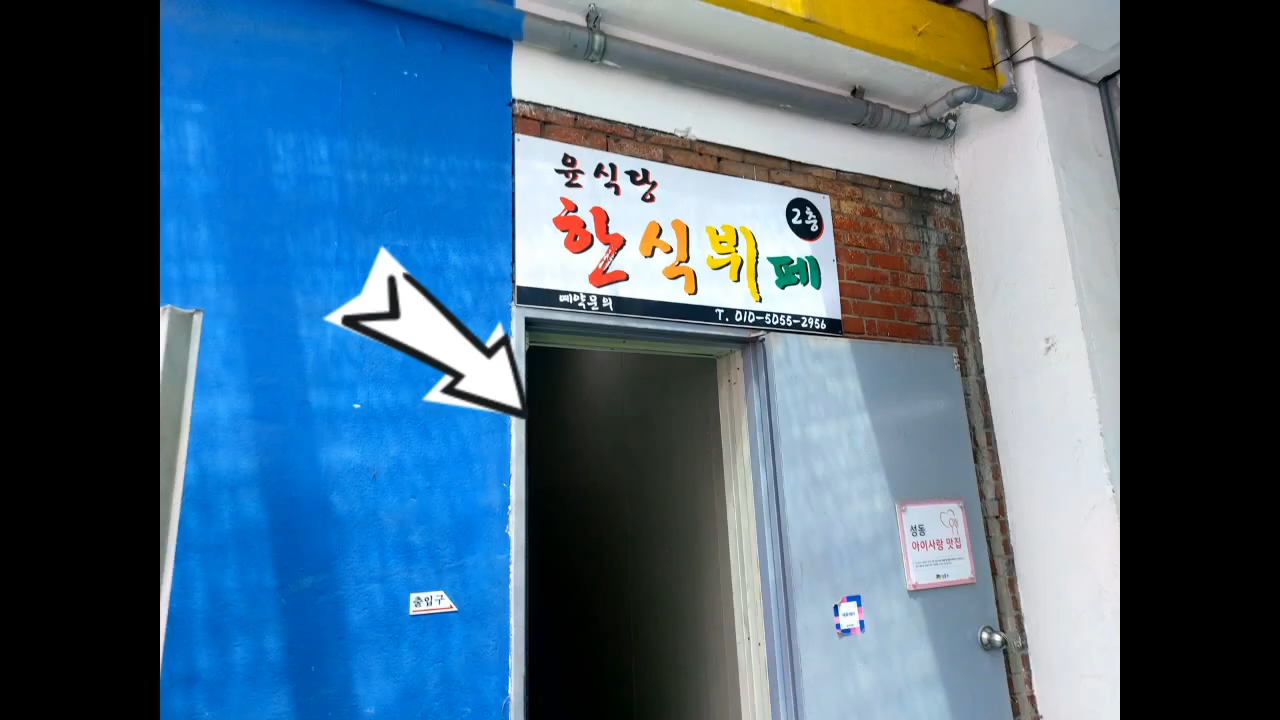 윤식당
2층
한식뷔페
예약문의
T. 010-5055-2956
출입구
성동
아이사랑 맛집